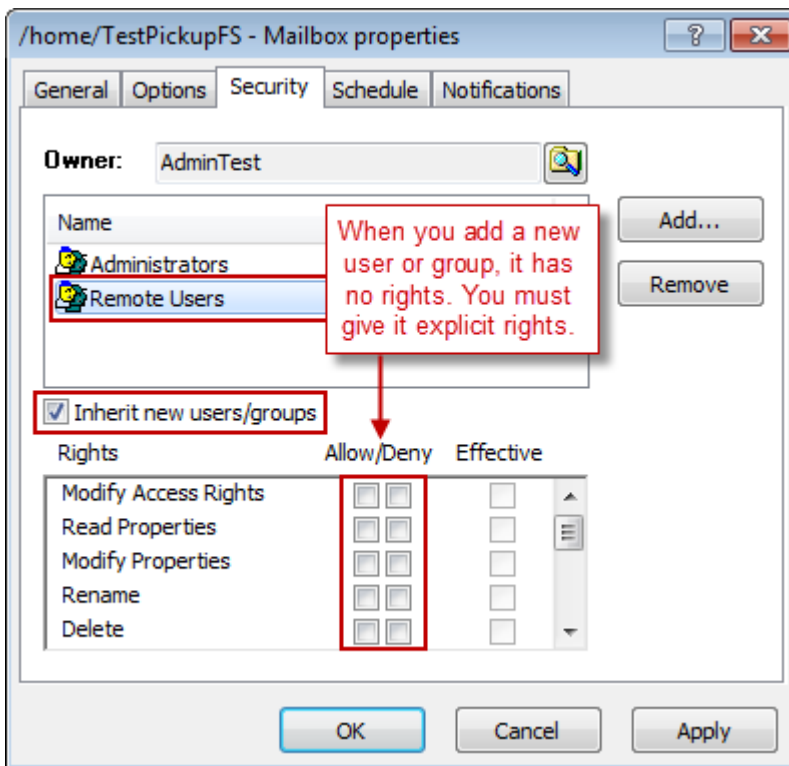 /home/TestPickupFS - Mailbox properties
General Options Security Schedule Notifications
Owner: AdminTest
Name
Administrators
Remote Users
Add...
Remove
When you add a new
user or group, it has
no rights. You must
give it explicit rights.
Inherit new users/groups
Rights Allow/Deny Effective
Modify Access Rights
Read Properties
Modify Properties
Rename
Delete
OK Cancel Apply